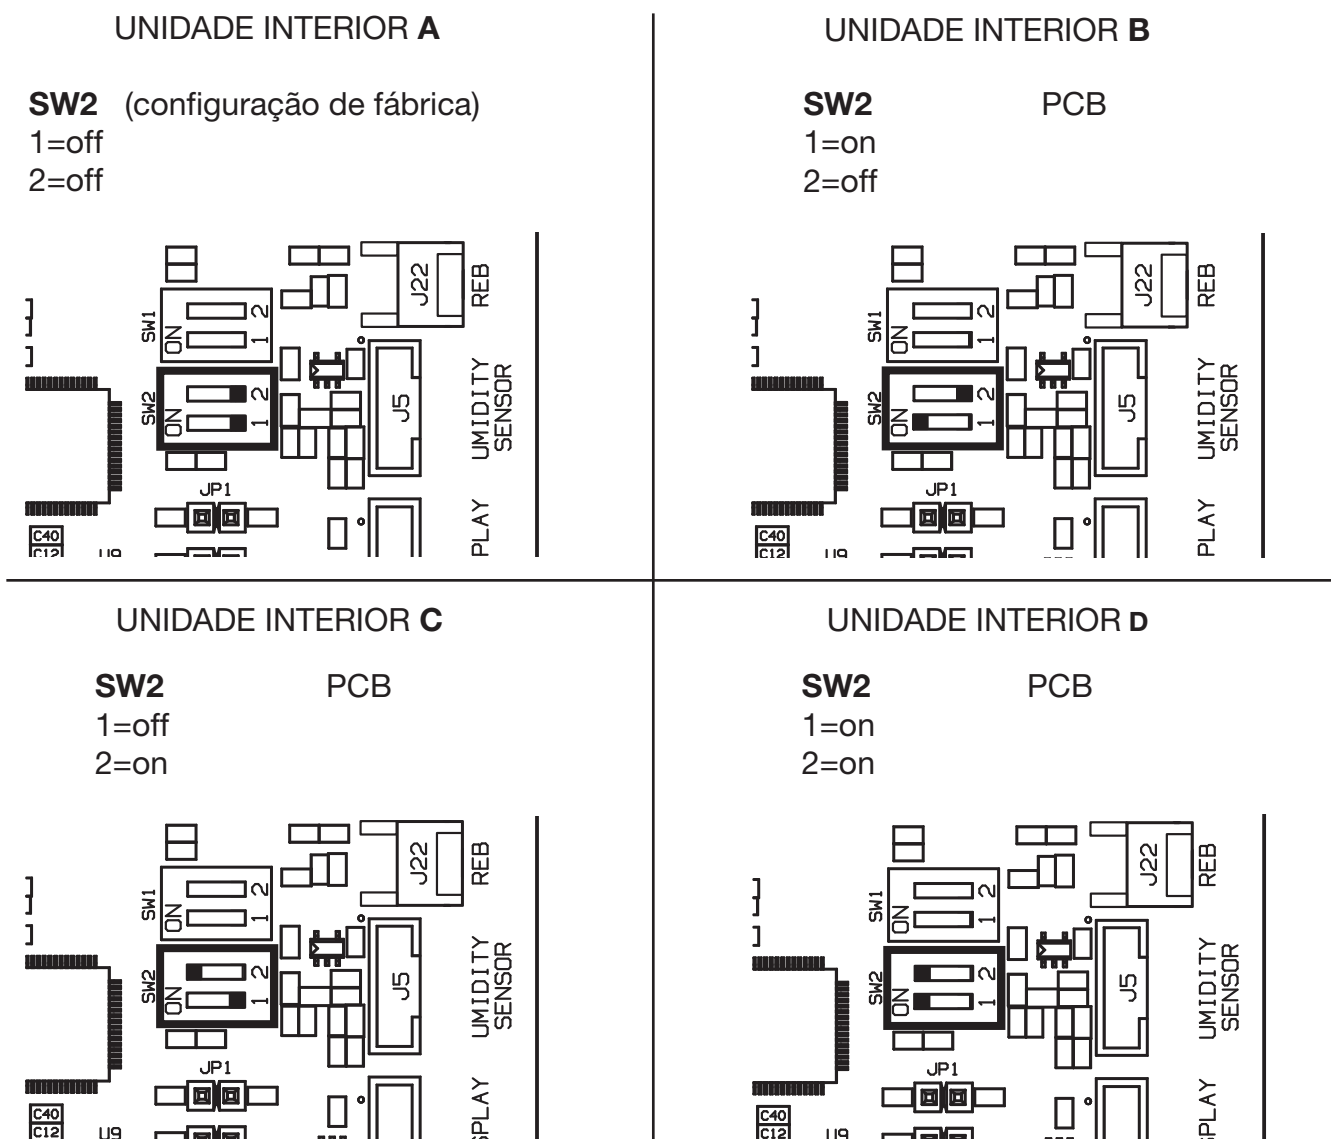 UNIDADE INTERIOR A
SW2 (configuração de fábrica)
1=off
2=off
J22
REB
SW1
ON
2
1
SW2
ON
2
1
J5
UMIDITY
SENSOR
JP1
PLAY
C40
C12
U9
UNIDADE INTERIOR B
SW2 PCB
1=on
2=off
J22
REB
SW1
ON
2
1
SW2
ON
2
1
J5
UMIDITY
SENSOR
JP1
PLAY
C40
C12
U9
UNIDADE INTERIOR C
SW2 PCB
1=off
2=on
J22
REB
SW1
ON
2
1
SW2
ON
2
1
J5
UMIDITY
SENSOR
JP1
SPLAY
C40
C12
U9
UNIDADE INTERIOR D
SW2 PCB
1=on
2=on
J22
REB
SW1
ON
2
1
SW2
ON
2
1
J5
UMIDITY
SENSOR
JP1
PLAY
C40
C12
U9